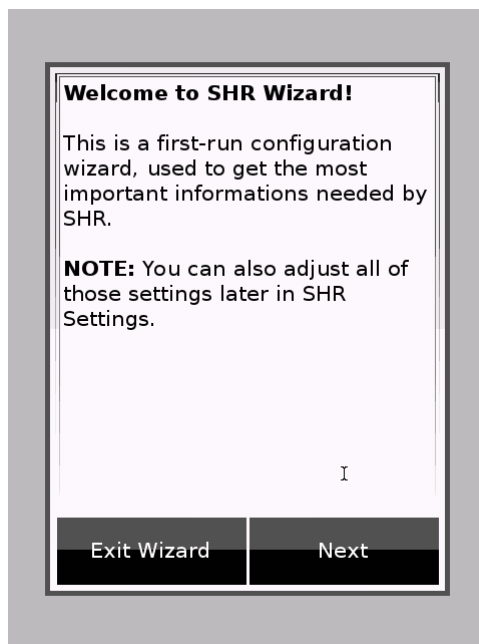 Welcome to SHR Wizard!
This is a first-run configuration
wizard, used to get the most
important informations needed by
SHR.
NOTE: You can also adjust all of
those settings later in SHR
Settings.
Exit Wizard
Next